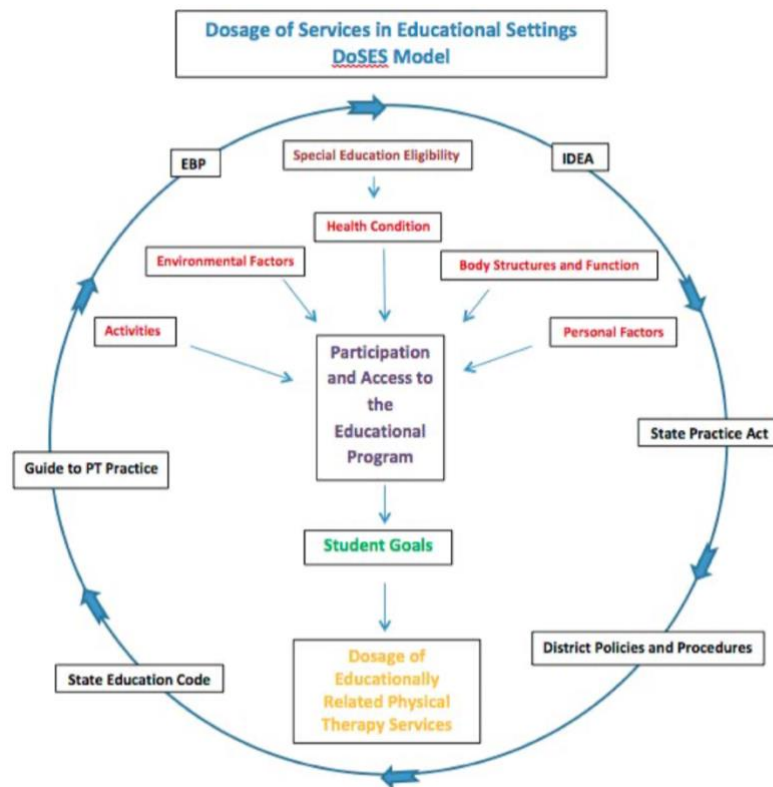 Dosage of Services in Educational Settings
DoSES Model
EBP
Special Education Eligibility
IDEA
Health Condition
Environmental Factors
Body Structures and Function
Activities
Personal Factors
Participation
and Access to
the
Educational
Program
State Practice Act
Guide to PT Practice
Student Goals
District Policies and Procedures
State Education Code
Dosage of
Educationally
Related Physical
Therapy Services